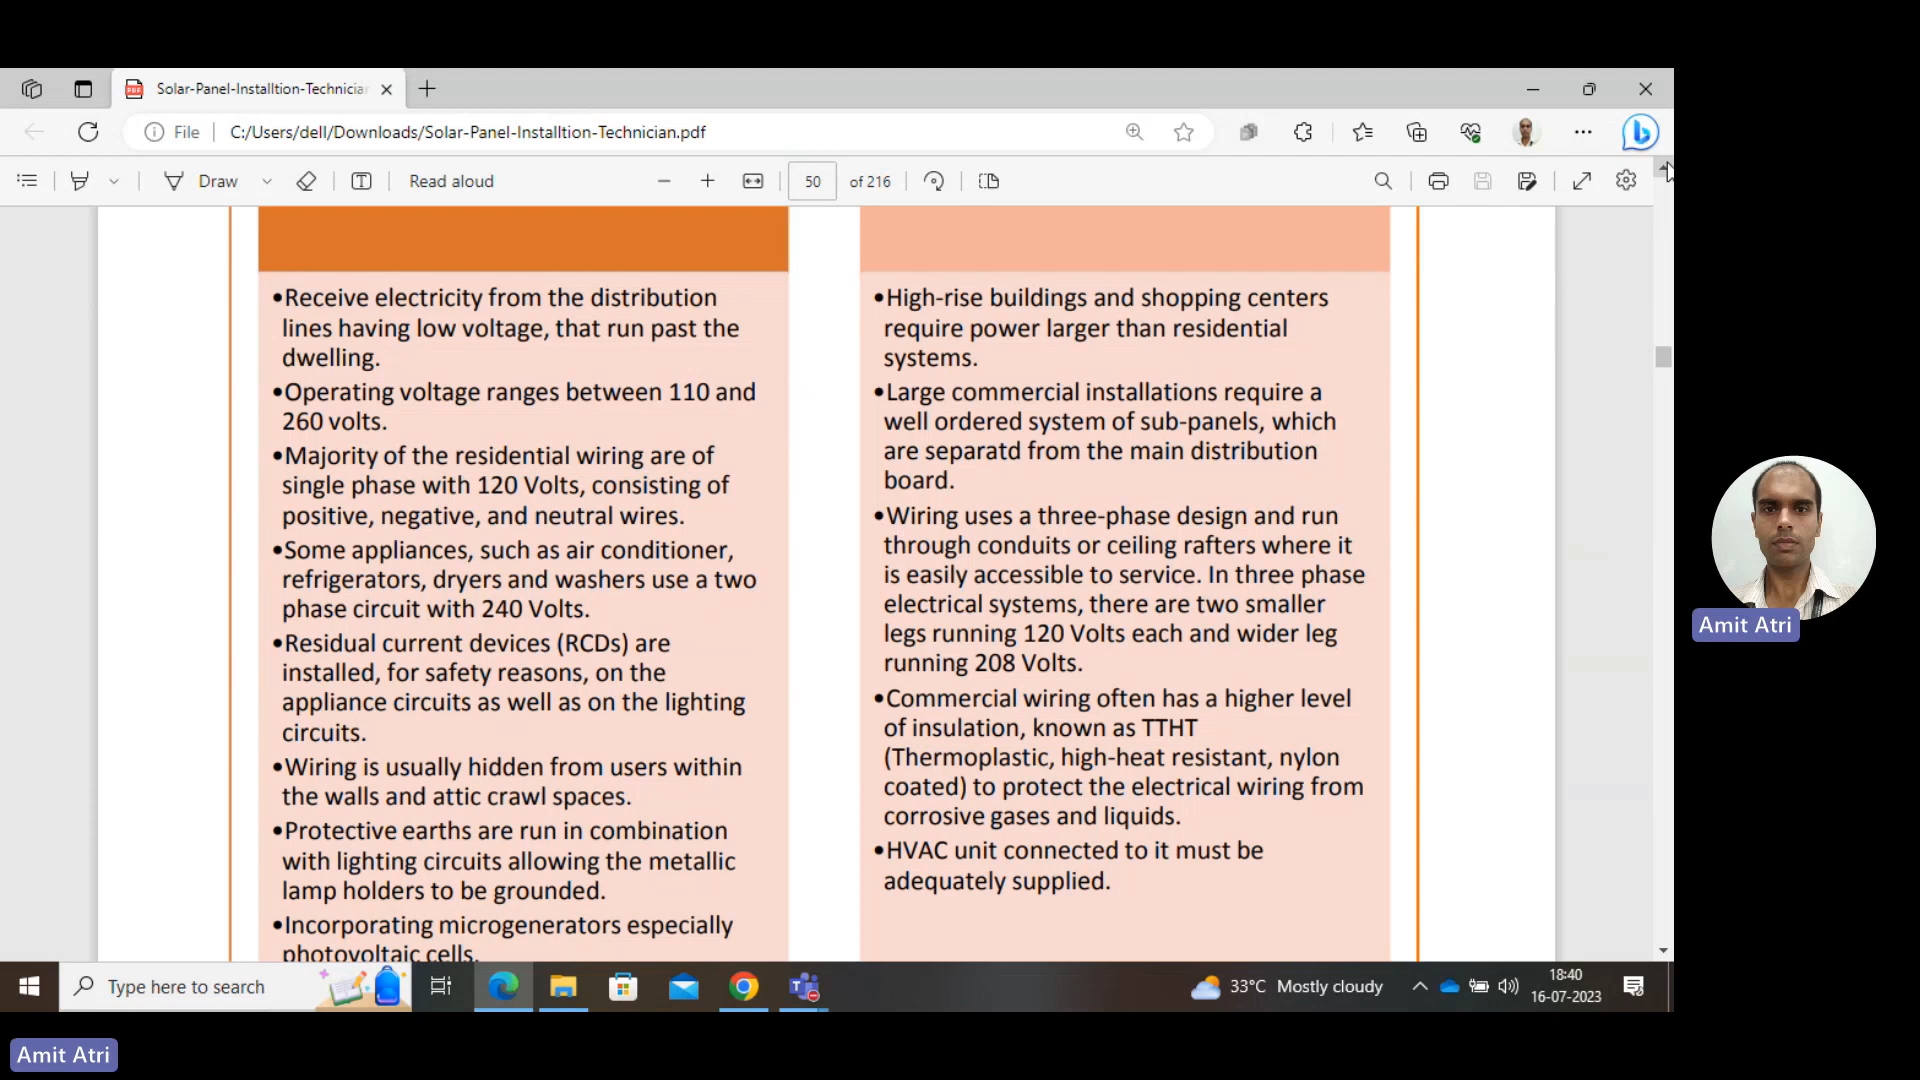 Solar-Panel-Installtion-Technician
File
C:/Users/dell/Downloads/Solar-Panel-Installtion-Technician.pdf
Draw
Read aloud
50
of 216
•Receive electricity from the distribution
lines having low voltage, that run past the
dwelling.
•Operating voltage ranges between 110 and
260 volts.
•Majority of the residential wiring are of
single phase with 120 Volts, consisting of
positive, negative, and neutral wires.
•Some appliances, such as air conditioner,
refrigerators, dryers and washers use a two
phase circuit with 240 Volts.
•Residual current devices (RCDs) are
installed, for safety reasons, on the
appliance circuits as well as on the lighting
circuits.
•Wiring is usually hidden from users within
the walls and attic crawl spaces.
•Protective earths are run in combination
with lighting circuits allowing the metallic
lamp holders to be grounded.
•Incorporating microgenerators especially
photovoltaic cells.
•High-rise buildings and shopping centers
require power larger than residential
systems.
•Large commercial installations require a
well ordered system of sub-panels, which
are separatd from the main distribution
board.
•Wiring uses a three-phase design and run
through conduits or ceiling rafters where it
is easily accessible to service. In three phase
electrical systems, there are two smaller
legs running 120 Volts each and wider leg
running 208 Volts.
•Commercial wiring often has a higher level
of insulation, known as TTHT
(Thermoplastic, high-heat resistant, nylon
coated) to protect the electrical wiring from
corrosive gases and liquids.
•HVAC unit connected to it must be
adequately supplied.
Amit Atri
Type here to search
33°C Mostly cloudy
18:40
16-07-2023
Amit Atri